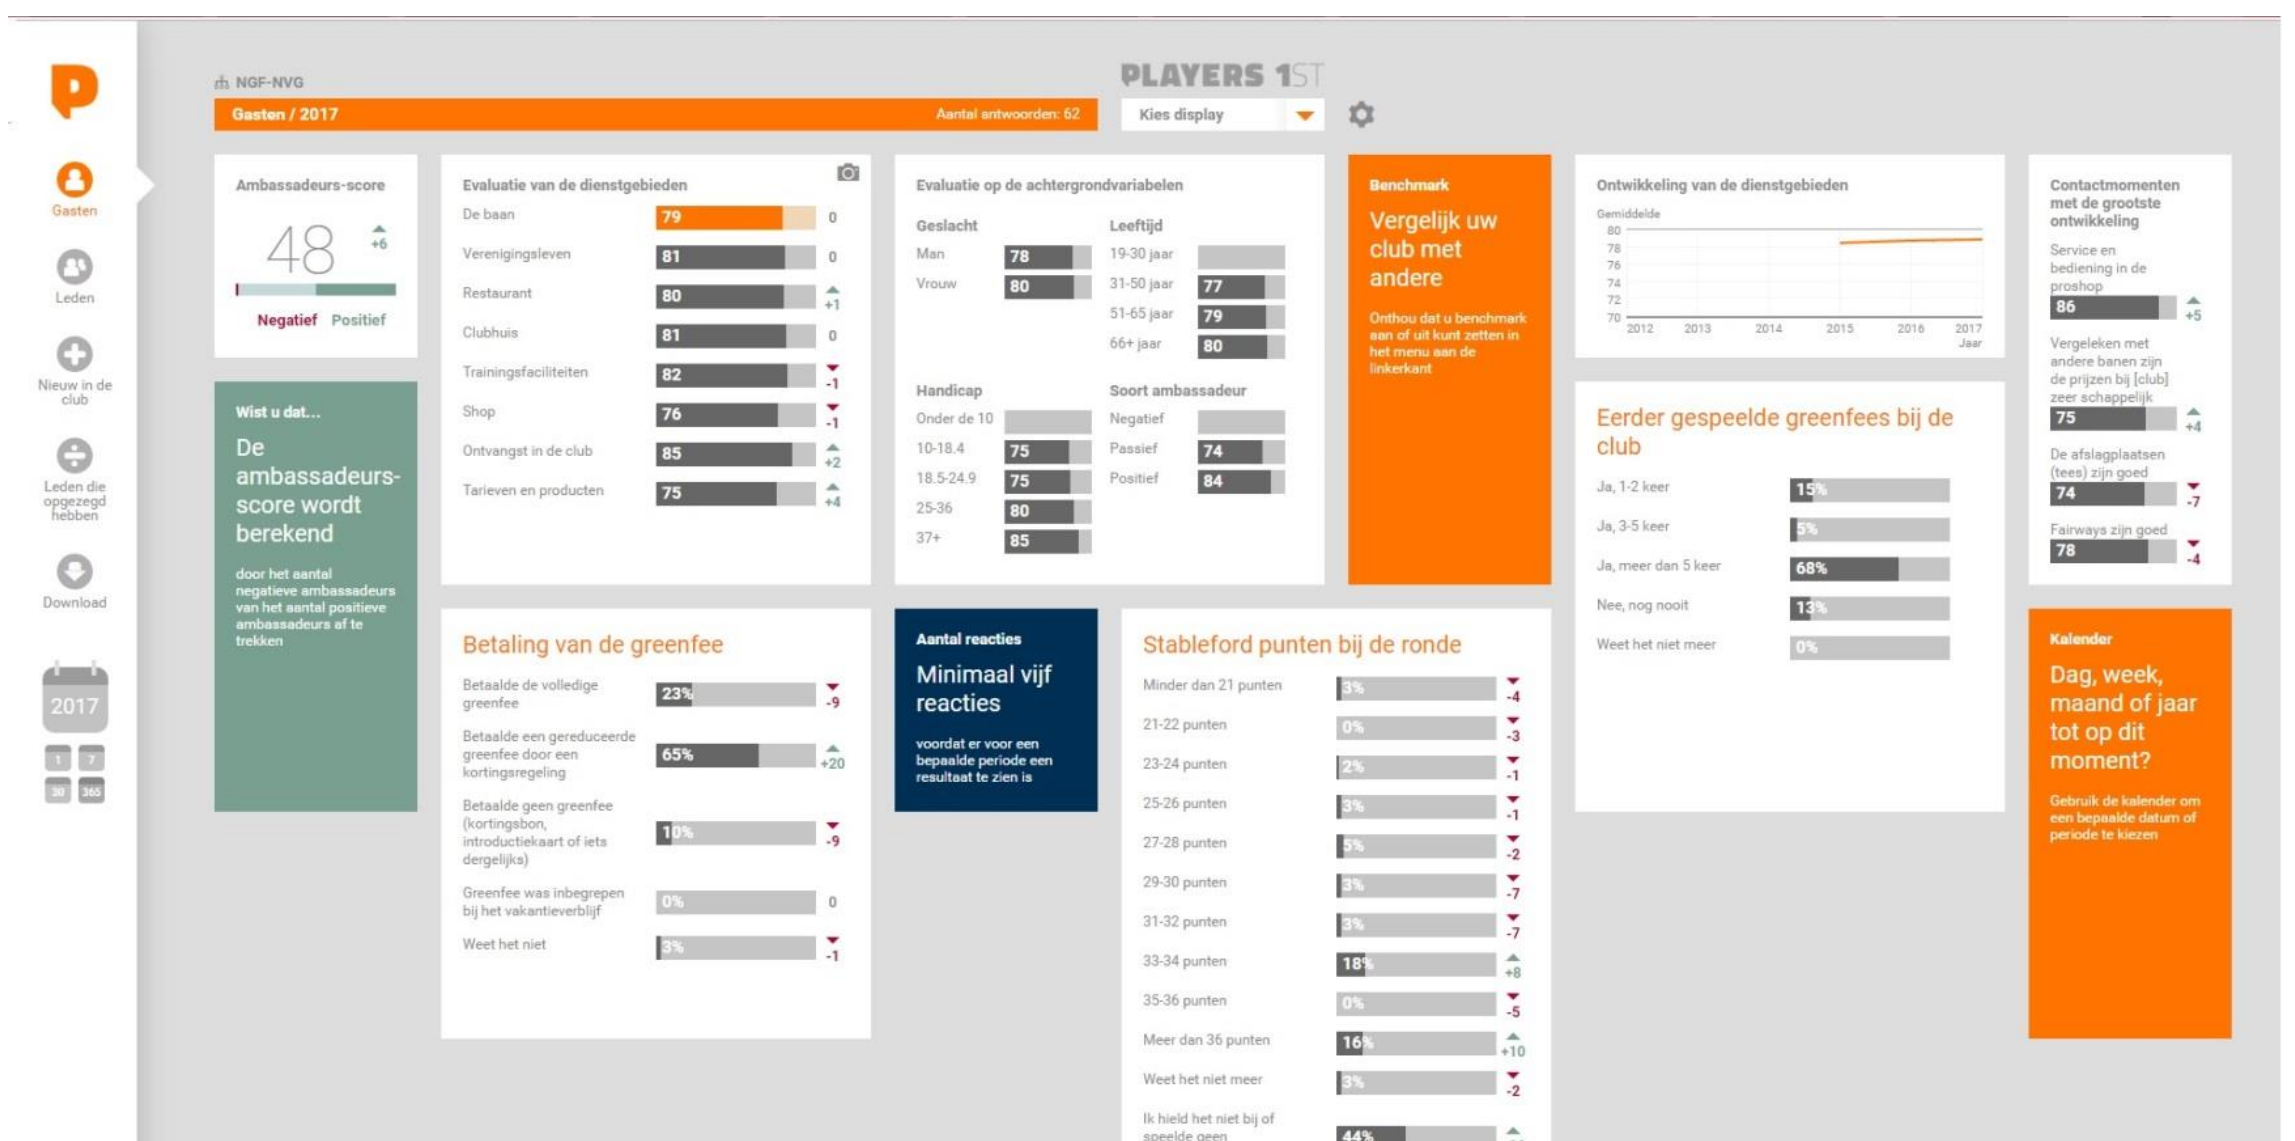 NGF-NVG
PLAYERS 1ST
Gasten / 2017
Aantal antwoorden: 62
Kies display
Gasten
Leden
Nieuw in de
club
Leden die
opgezegd
hebben
Download
2017
1 7
30 365
Ambassadeurs-score
48
+6
Negatief Positief
Wist u dat...
De
ambassadeurs-
score wordt
berekend
door het aantal
negatieve ambassadeurs
van het aantal positieve
ambassadeurs af te
trekken
Evaluatie van de dienstgebieden
De baan 79 0
Verenigingsleven 81 0
Restaurant 80 +1
Clubhuis 81 0
Trainingsfaciliteiten 82 -1
Shop 76 -1
Ontvangst in de club 85 +2
Tarieven en producten 75 +4
Evaluatie op de achtergrondvariabelen
Geslacht
Man 78
Vrouw 80
Leeftijd
19-30 jaar
31-50 jaar 77
51-65 jaar 79
66+ jaar 80
Handicap
Onder de 10
10-18.4 75
18.5-24.9 75
25-36 80
37+ 85
Soort ambassadeur
Negatief
Passief 74
Positief 84
Benchmark
Vergelijk uw
club met
andere
Onthou dat u benchmark
aan of uit kunt zetten in
het menu aan de
linkerkant
Ontwikkeling van de dienstgebieden
Gemiddelde
80
78
76
74
72
70
2012 2013 2014 2015 2016 2017
Jaar
Contactmomenten
met de grootste
ontwikkeling
Service en
bediening in de
proshop
86 +5
Vergeleken met
andere banen zijn
de prijzen bij [club]
zeer schappelijk
75 +4
De afslagplaatsen
(tees) zijn goed
74 -7
Fairways zijn goed
78 -4
Eerder gespeelde greenfees bij de
club
Ja, 1-2 keer 15%
Ja, 3-5 keer 5%
Ja, meer dan 5 keer 68%
Nee, nog nooit 13%
Weet het niet meer 0%
Betaling van de greenfee
Betaalde de volledige
greenfee 23% -9
Betaalde een gereduceerde
greenfee door een
kortingsregeling 65% +20
Betaalde geen greenfee
(kortingsbon,
introductiekaart of iets
dergelijks) 10% -9
Greenfee was inbegrepen
bij het vakantieverblijf 0% 0
Weet het niet 3% -1
Aantal reacties
Minimaal vijf
reacties
voordat er voor een
bepaalde periode een
resultaat te zien is
Stableford punten bij de ronde
Minder dan 21 punten 3% -4
21-22 punten 0% -3
23-24 punten 2% -1
25-26 punten 3% -1
27-28 punten 5% -2
29-30 punten 3% -7
31-32 punten 3% -7
33-34 punten 18% +8
35-36 punten 0% -5
Meer dan 36 punten 16% +10
Weet het niet meer 3% -2
Ik hield het niet bij of
speelde geen 44%
Kalender
Dag, week,
maand of jaar
tot op dit
moment?
Gebruik de kalender om
een bepaalde datum of
periode te kiezen